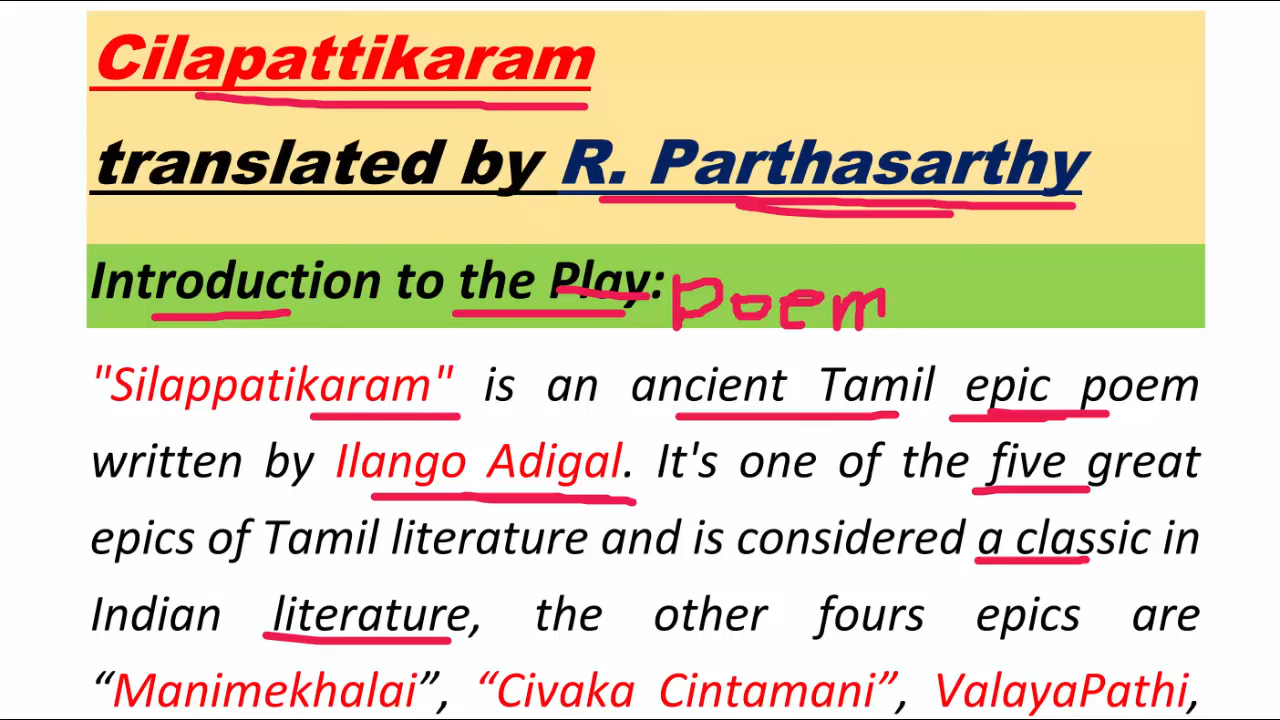 Cilapattikaram
translated by R. Parthasarthy
Introduction to the Play: poem
"Silappatikaram" is an ancient Tamil epic poem
written by Ilango Adigal. It's one of the five great
epics of Tamil literature and is considered a classic in
Indian literature, the other fours epics are
“Manimekhalai”, “Civaka Cintamani”, ValayaPathi,